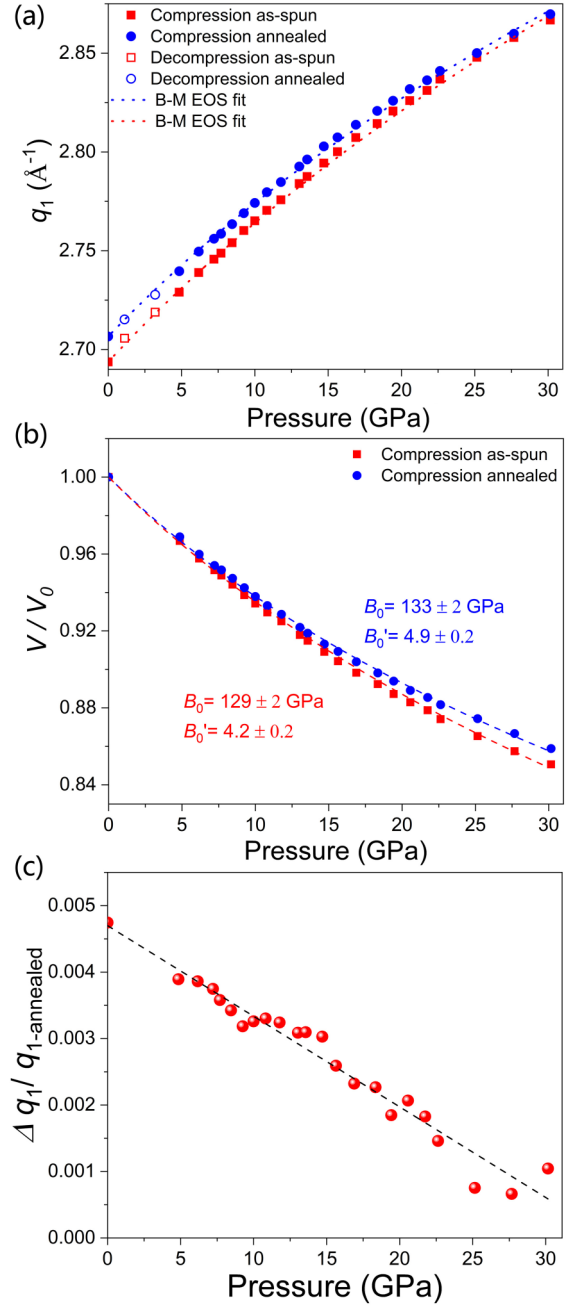 (a)
Compression as-spun
Compression annealed
Decompression as-spun
Decompression annealed
B-M EOS fit
B-M EOS fit
2.85
2.80
2.75
2.70
q₁ (Å⁻¹)
0 5 10 15 20 25 30
Pressure (GPa)
(b)
Compression as-spun
Compression annealed
1.00
0.96
0.92
0.88
0.84
V / V₀
B₀= 133 ± 2 GPa
B₀'= 4.9 ± 0.2
B₀= 129 ± 2 GPa
B₀'= 4.2 ± 0.2
0 5 10 15 20 25 30
Pressure (GPa)
(c)
0.005
0.004
0.003
0.002
0.001
0.000
Δ q₁/ q₁₋annealed
0 5 10 15 20 25 30
Pressure (GPa)